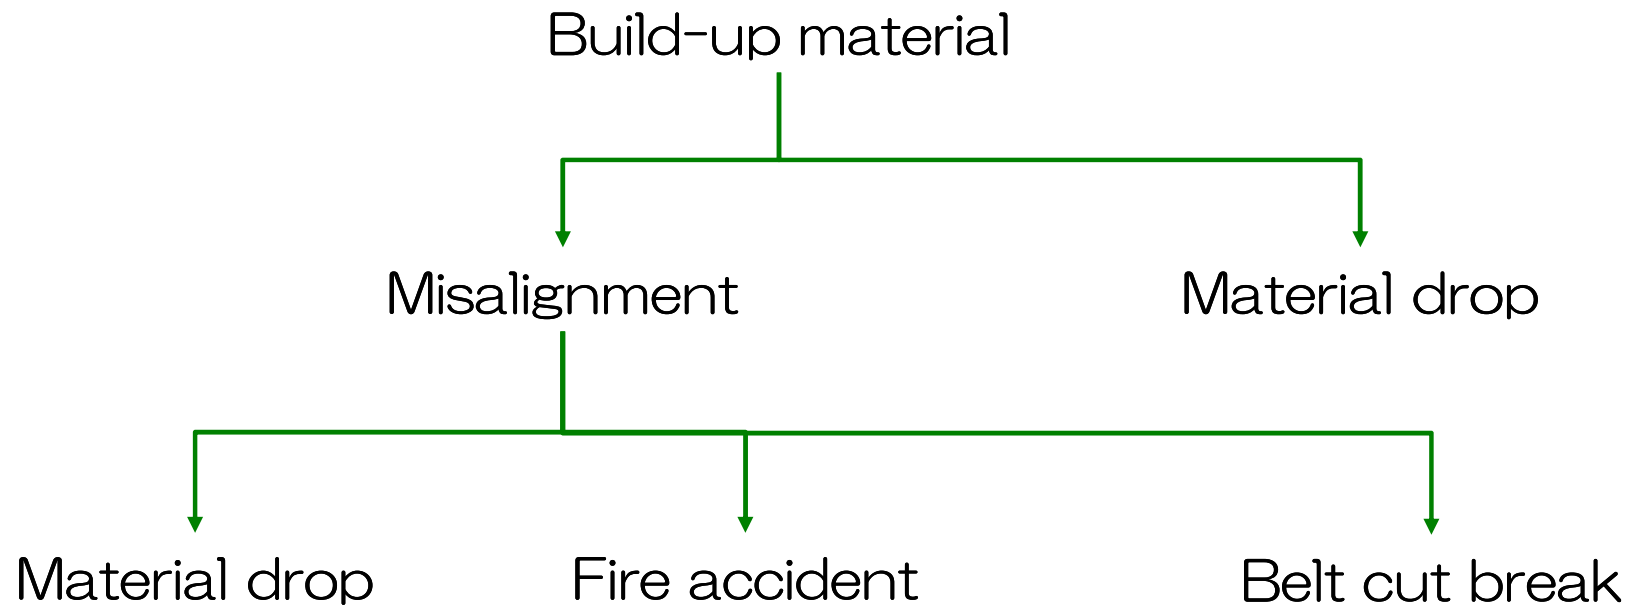 Build-up material
Misalignment
Material drop
Material drop
Fire accident
Belt cut break